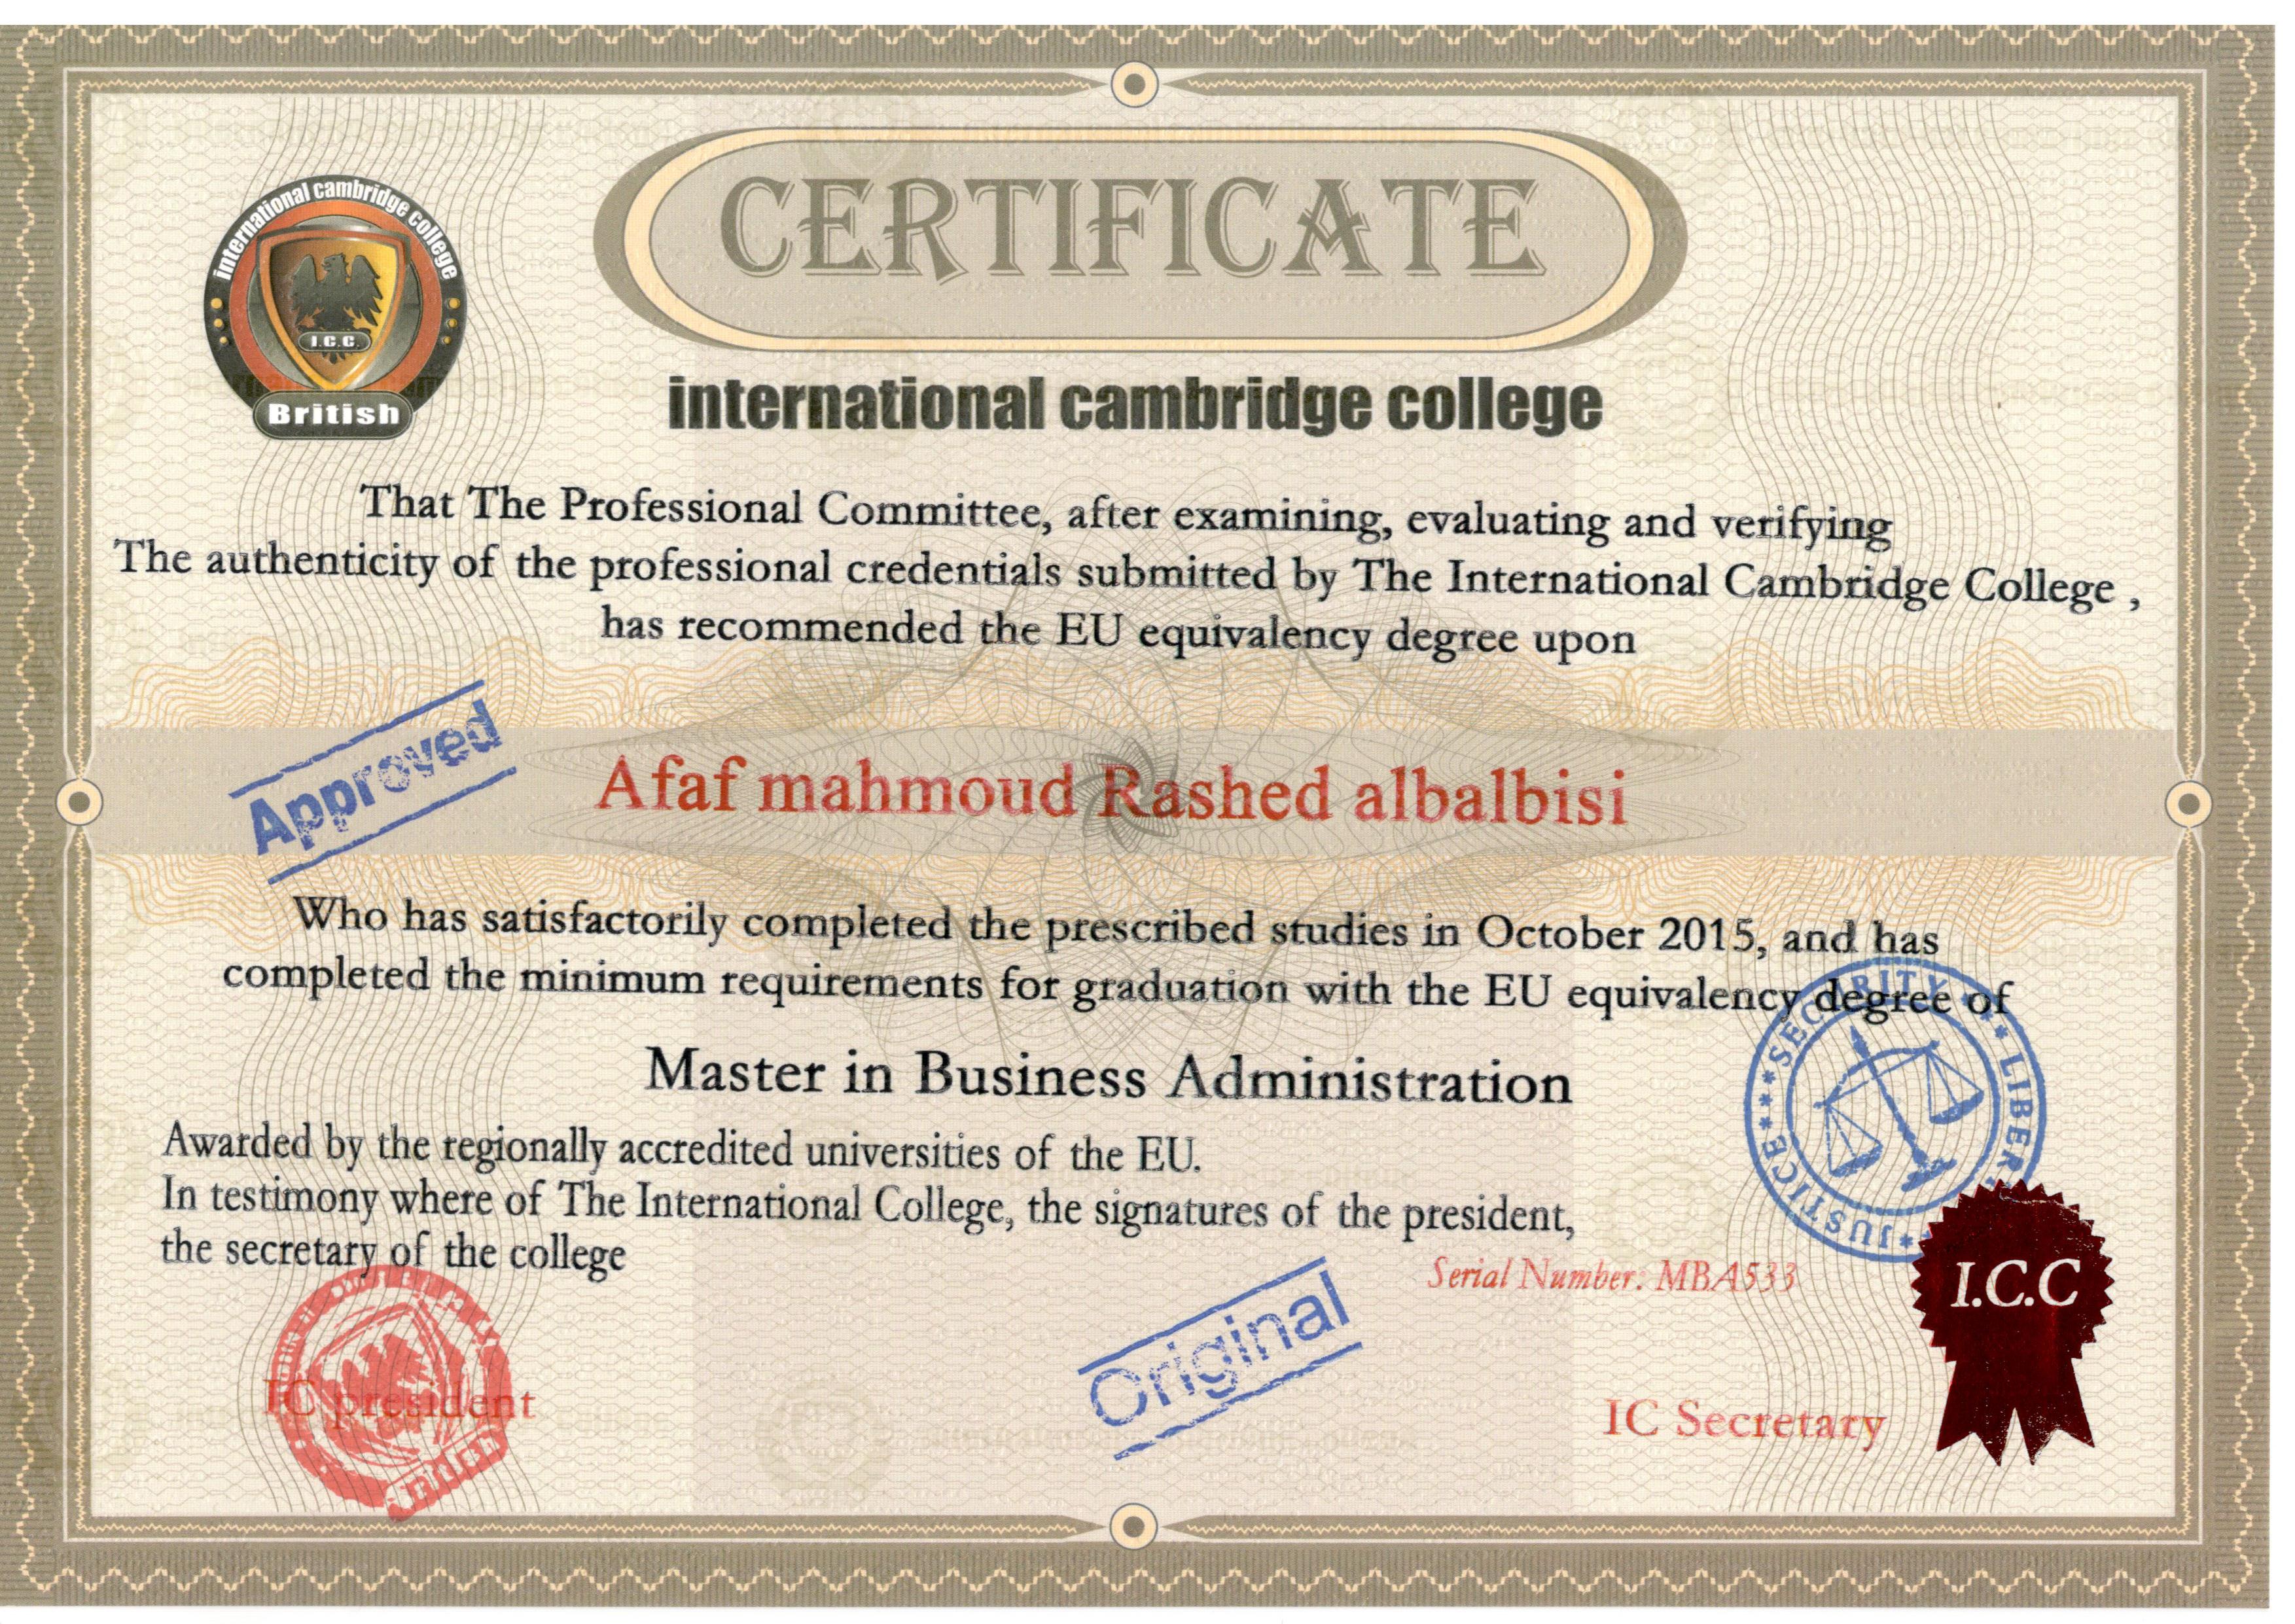 CERTIFICATE
international cambridge college
I.C.C.
British
international cambridge college
That The Professional Committee, after examining, evaluating and verifying
The authenticity of the professional credentials submitted by The International Cambridge College ,
has recommended the EU equivalency degree upon
Approved
Afaf mahmoud Rashed albalbisi
Who has satisfactorily completed the prescribed studies in October 2015, and has
completed the minimum requirements for graduation with the EU equivalency degree of
Master in Business Administration
SECURITY * * * LIBER
JUSTICE
Awarded by the regionally accredited universities of the EU.
In testimony where of The International College, the signatures of the president,
the secretary of the college
Serial Number: MBA533
I.C.C
Original
IC president
British
IC Secretary